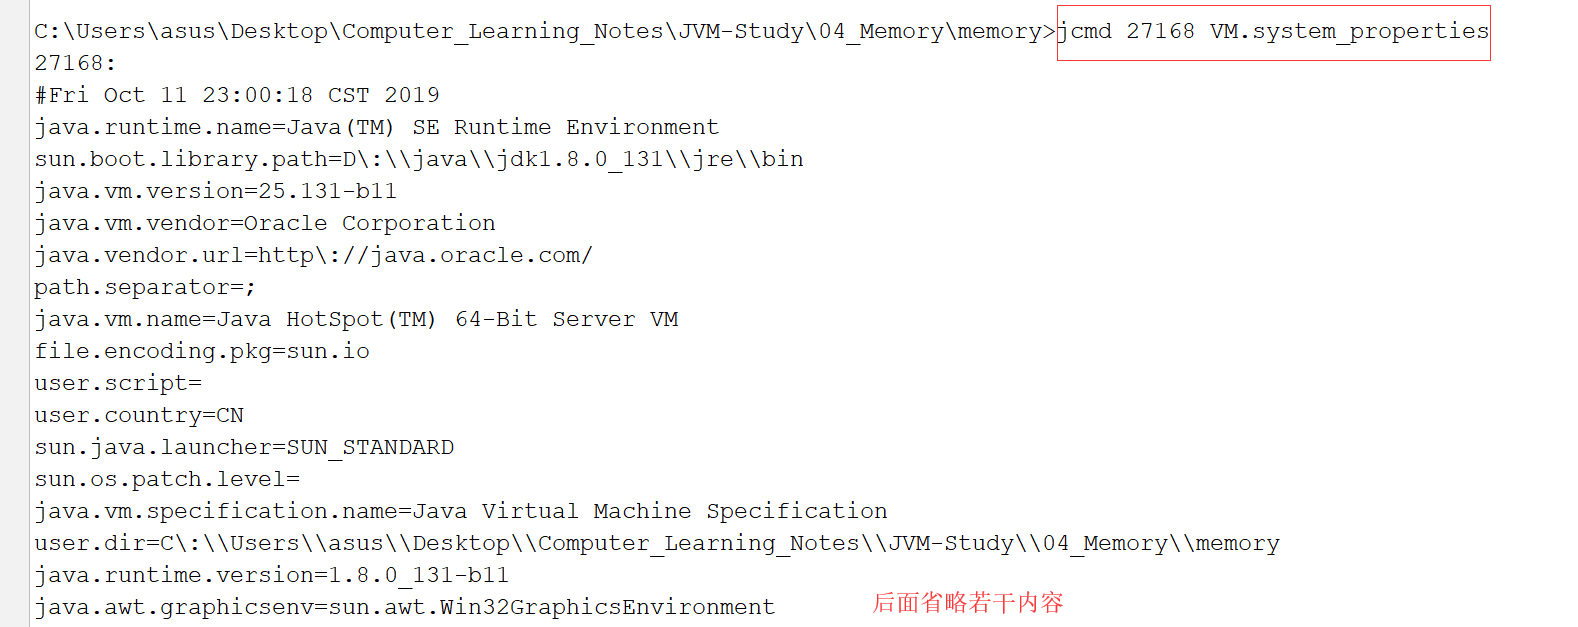 C:\Users\asus\Desktop\Computer_Learning_Notes\JVM-Study\04_Memory\memory>jcmd 27168 VM.system_properties
27168:
#Fri Oct 11 23:00:18 CST 2019
java.runtime.name=Java(TM) SE Runtime Environment
sun.boot.library.path=D\:\\java\\jdk1.8.0_131\\jre\\bin
java.vm.version=25.131-b11
java.vm.vendor=Oracle Corporation
java.vendor.url=http\://java.oracle.com/
path.separator=;
java.vm.name=Java HotSpot(TM) 64-Bit Server VM
file.encoding.pkg=sun.io
user.script=
user.country=CN
sun.java.launcher=SUN_STANDARD
sun.os.patch.level=
java.vm.specification.name=Java Virtual Machine Specification
user.dir=C\:\\Users\\asus\\Desktop\\Computer_Learning_Notes\\JVM-Study\\04_Memory\\memory
java.runtime.version=1.8.0_131-b11
java.awt.graphicsenv=sun.awt.Win32GraphicsEnvironment 后面省略若干内容